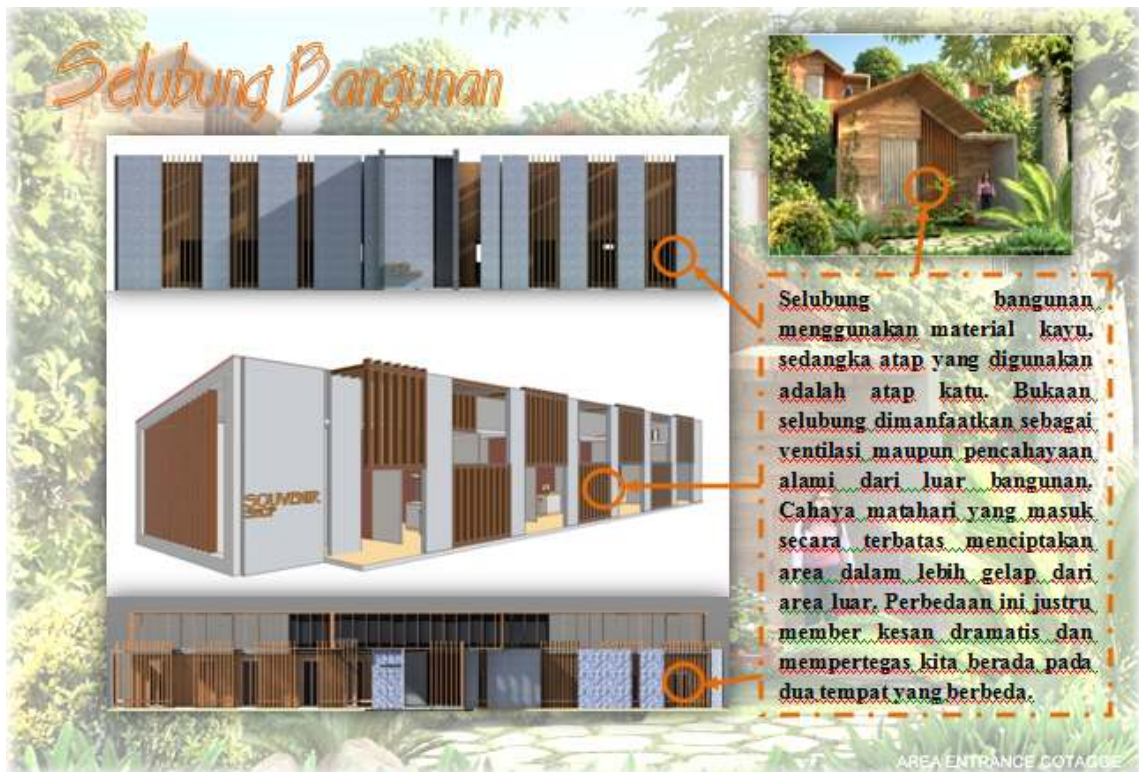 Selubung Bangunan
SOUVENIR
Selubung bangunan
menggunakan material kayu,
sedangka atap yang digunakan
adalah atap katu. Bukaan
selubung dimanfaatkan sebagai
ventilasi maupun pencahayaan
alami dari luar bangunan.
Cahaya matahari yang masuk
secara terbatas menciptakan
area dalam lebih gelap dari
area luar. Perbedaan ini justru
member kesan dramatis dan
mempertegas kita berada pada
dua tempat yang berbeda.
AREA ENTRANCE COTAGGE